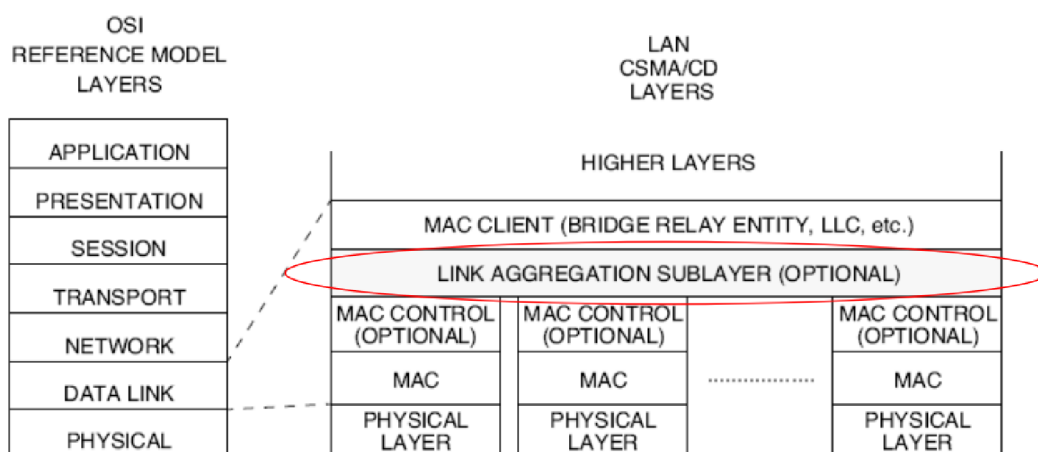 OSI
REFERENCE MODEL
LAYERS
APPLICATION
PRESENTATION
SESSION
TRANSPORT
NETWORK
DATA LINK
PHYSICAL
LAN
CSMA/CD
LAYERS
HIGHER LAYERS
MAC CLIENT (BRIDGE RELAY ENTITY, LLC, etc.)
LINK AGGREGATION SUBLAYER (OPTIONAL)
MAC CONTROL
(OPTIONAL)
MAC
PHYSICAL
LAYER
MAC CONTROL
(OPTIONAL)
MAC
PHYSICAL
LAYER
MAC CONTROL
(OPTIONAL)
MAC
PHYSICAL
LAYER